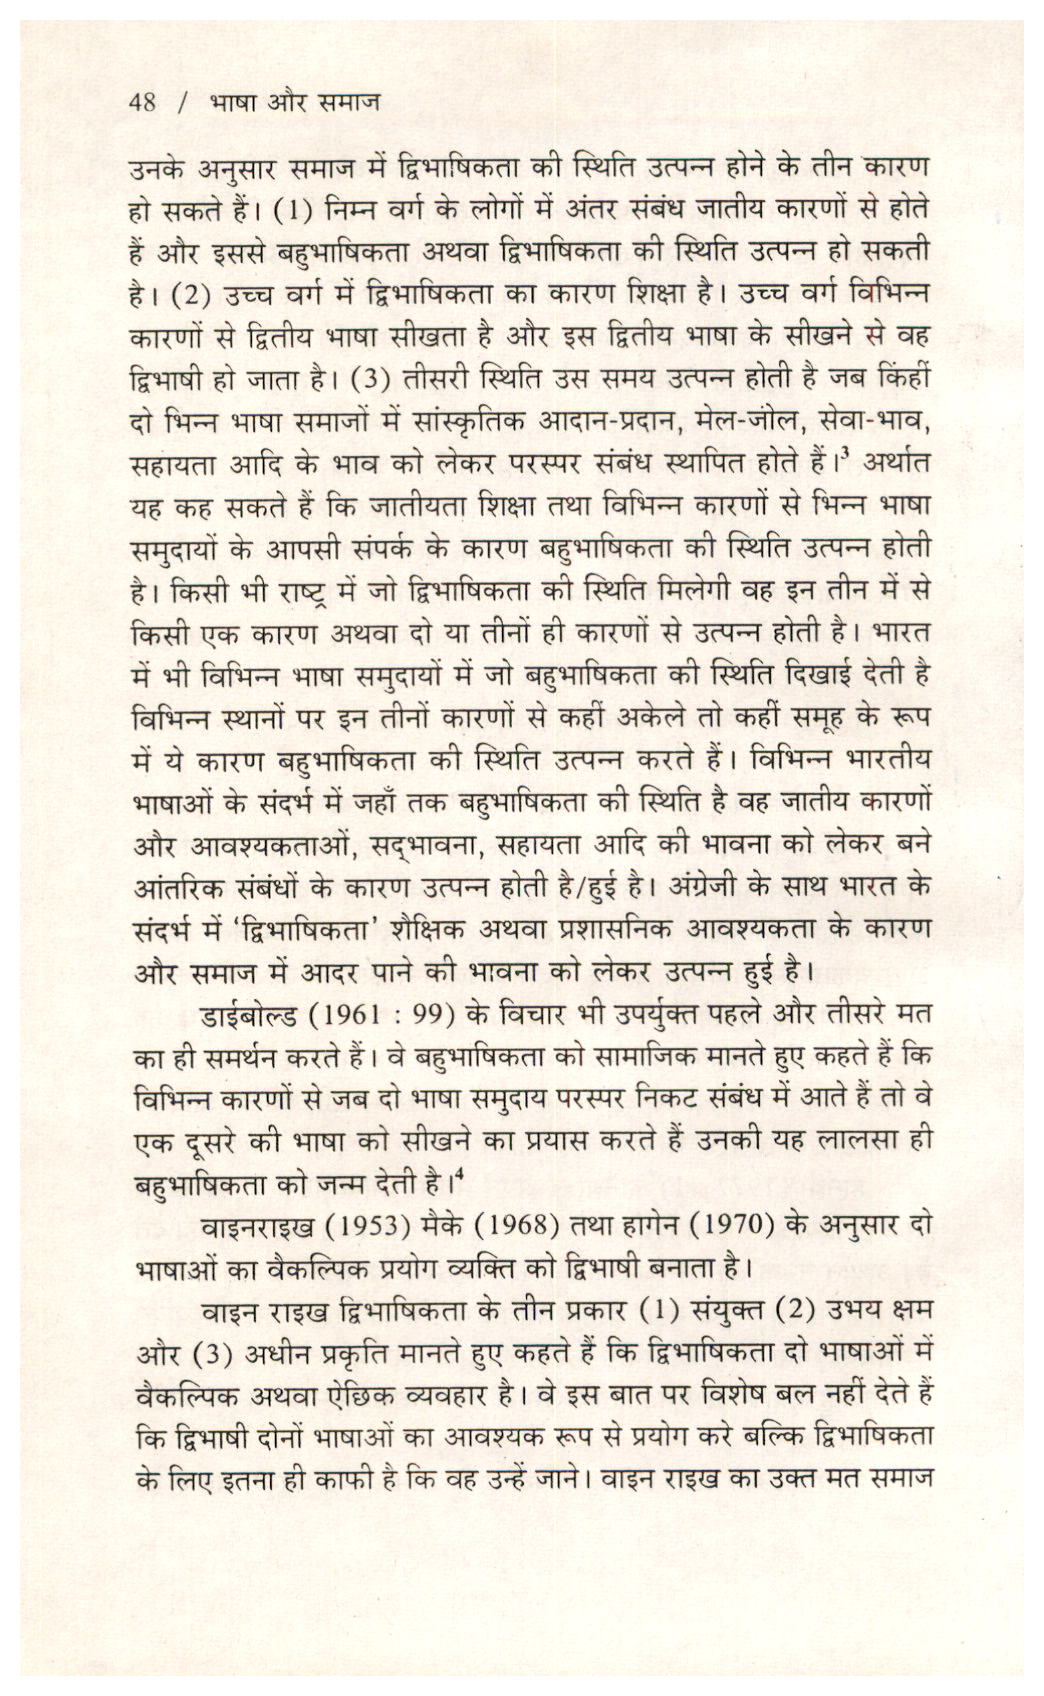 48 / भाषा और समाज
उनके अनुसार समाज में द्विभाषिकता की स्थिति उत्पन्न होने के तीन कारण
हो सकते हैं। (1) निम्न वर्ग के लोगों में अंतर संबंध जातीय कारणों से होते
हैं और इससे बहुभाषिकता अथवा द्विभाषिकता की स्थिति उत्पन्न हो सकती
है। (2) उच्च वर्ग में द्विभाषिकता का कारण शिक्षा है। उच्च वर्ग विभिन्न
कारणों से द्वितीय भाषा सीखता है और इस द्वितीय भाषा के सीखने से वह
द्विभाषी हो जाता है। (3) तीसरी स्थिति उस समय उत्पन्न होती है जब किंहीं
दो भिन्न भाषा समाजों में सांस्कृतिक आदान-प्रदान, मेल-जोल, सेवा-भाव,
सहायता आदि के भाव को लेकर परस्पर संबंध स्थापित होते हैं।³ अर्थात
यह कह सकते हैं कि जातीयता शिक्षा तथा विभिन्न कारणों से भिन्न भाषा
समुदायों के आपसी संपर्क के कारण बहुभाषिकता की स्थिति उत्पन्न होती
है। किसी भी राष्ट्र में जो द्विभाषिकता की स्थिति मिलेगी वह इन तीन में से
किसी एक कारण अथवा दो या तीनों ही कारणों से उत्पन्न होती है। भारत
में भी विभिन्न भाषा समुदायों में जो बहुभाषिकता की स्थिति दिखाई देती है
विभिन्न स्थानों पर इन तीनों कारणों से कहीं अकेले तो कहीं समूह के रूप
में ये कारण बहुभाषिकता की स्थिति उत्पन्न करते हैं। विभिन्न भारतीय
भाषाओं के संदर्भ में जहाँ तक बहुभाषिकता की स्थिति है वह जातीय कारणों
और आवश्यकताओं, सद्‌भावना, सहायता आदि की भावना को लेकर बने
आंतरिक संबंधों के कारण उत्पन्न होती है/हुई है। अंग्रेजी के साथ भारत के
संदर्भ में ‘द्विभाषिकता’ शैक्षिक अथवा प्रशासनिक आवश्यकता के कारण
और समाज में आदर पाने की भावना को लेकर उत्पन्न हुई है।
डाईबोल्ड (1961 : 99) के विचार भी उपर्युक्त पहले और तीसरे मत
का ही समर्थन करते हैं। वे बहुभाषिकता को सामाजिक मानते हुए कहते हैं कि
विभिन्न कारणों से जब दो भाषा समुदाय परस्पर निकट संबंध में आते हैं तो वे
एक दूसरे की भाषा को सीखने का प्रयास करते हैं उनकी यह लालसा ही
बहुभाषिकता को जन्म देती है।⁴
वाइनराइख (1953) मैके (1968) तथा हागेन (1970) के अनुसार दो
भाषाओं का वैकल्पिक प्रयोग व्यक्ति को द्विभाषी बनाता है।
वाइन राइख द्विभाषिकता के तीन प्रकार (1) संयुक्त (2) उभय क्षम
और (3) अधीन प्रकृति मानते हुए कहते हैं कि द्विभाषिकता दो भाषाओं में
वैकल्पिक अथवा ऐछिक व्यवहार है। वे इस बात पर विशेष बल नहीं देते हैं
कि द्विभाषी दोनों भाषाओं का आवश्यक रूप से प्रयोग करे बल्कि द्विभाषिकता
के लिए इतना ही काफी है कि वह उन्हें जाने। वाइन राइख का उक्त मत समाज